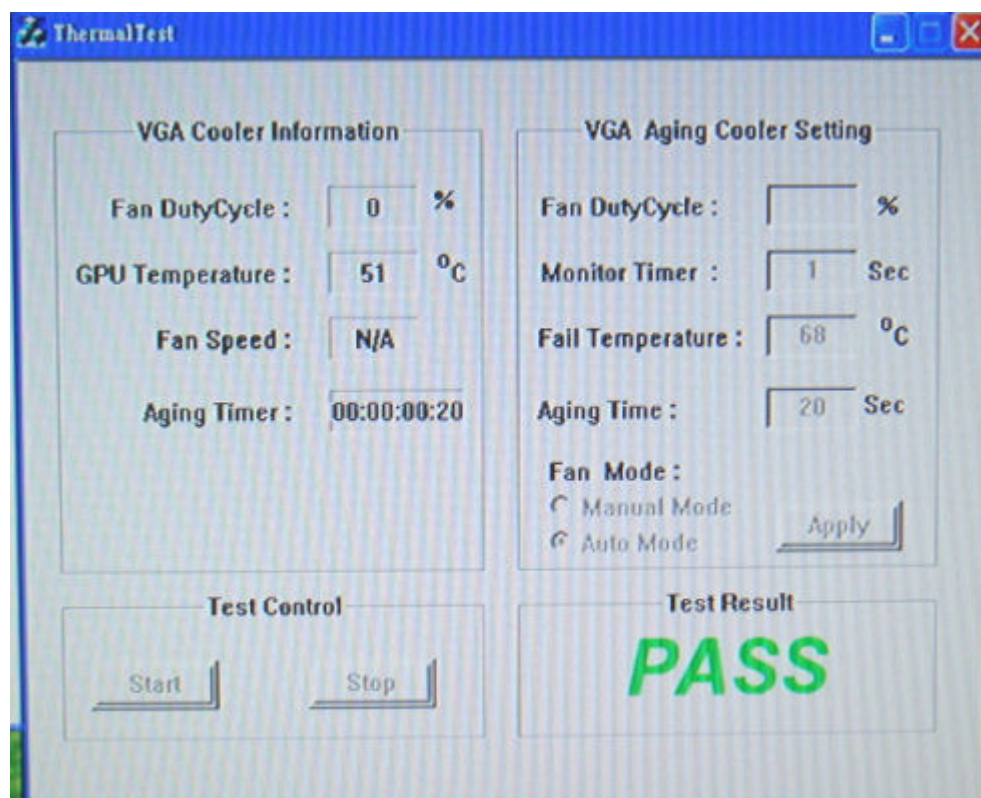 ThermalTest
VGA Cooler Information
Fan DutyCycle : 0 %
GPU Temperature : 51 °C
Fan Speed : N/A
Aging Timer : 00:00:00:20
VGA Aging Cooler Setting
Fan DutyCycle : %
Monitor Timer : 1 Sec
Fail Temperature : 68 °C
Aging Time : 20 Sec
Fan Mode :
Manual Mode
Auto Mode
Apply
Test Control
Start Stop
Test Result
PASS